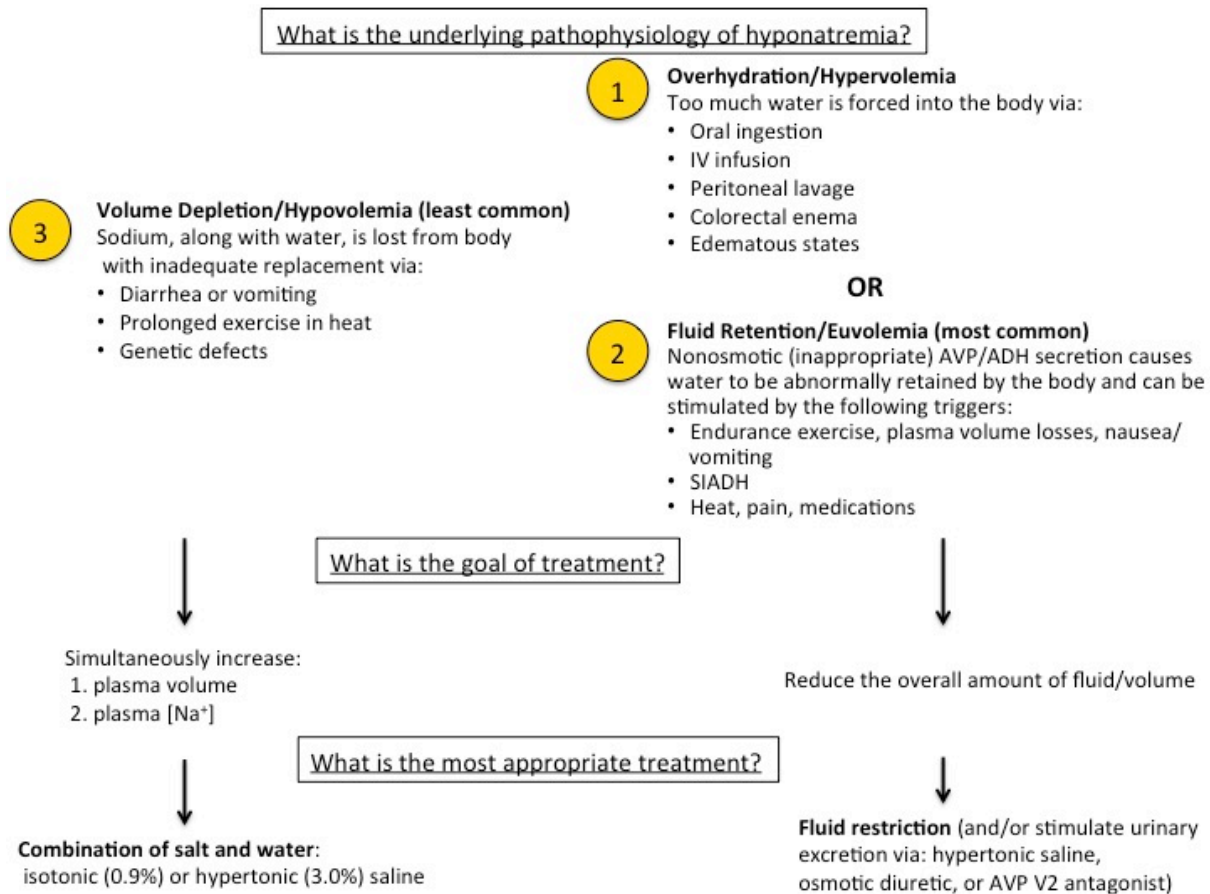 What is the underlying pathophysiology of hyponatremia?
1
Overhydration/Hypervolemia
Too much water is forced into the body via:
• Oral ingestion
• IV infusion
• Peritoneal lavage
• Colorectal enema
• Edematous states
OR
3
Volume Depletion/Hypovolemia (least common)
Sodium, along with water, is lost from body
with inadequate replacement via:
• Diarrhea or vomiting
• Prolonged exercise in heat
• Genetic defects
2
Fluid Retention/Euvolemia (most common)
Nonosmotic (inappropriate) AVP/ADH secretion causes
water to be abnormally retained by the body and can be
stimulated by the following triggers:
• Endurance exercise, plasma volume losses, nausea/
vomiting
• SIADH
• Heat, pain, medications
What is the goal of treatment?
Simultaneously increase:
1. plasma volume
2. plasma [Na⁺]
Reduce the overall amount of fluid/volume
What is the most appropriate treatment?
Combination of salt and water:
isotonic (0.9%) or hypertonic (3.0%) saline
Fluid restriction (and/or stimulate urinary
excretion via: hypertonic saline,
osmotic diuretic, or AVP V2 antagonist)